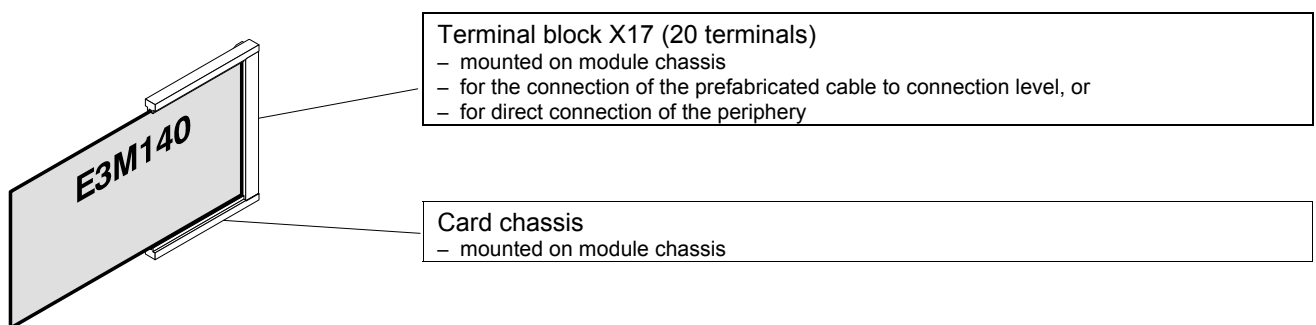 E3M140
Terminal block X17 (20 terminals)
– mounted on module chassis
– for the connection of the prefabricated cable to connection level, or
– for direct connection of the periphery
Card chassis
– mounted on module chassis